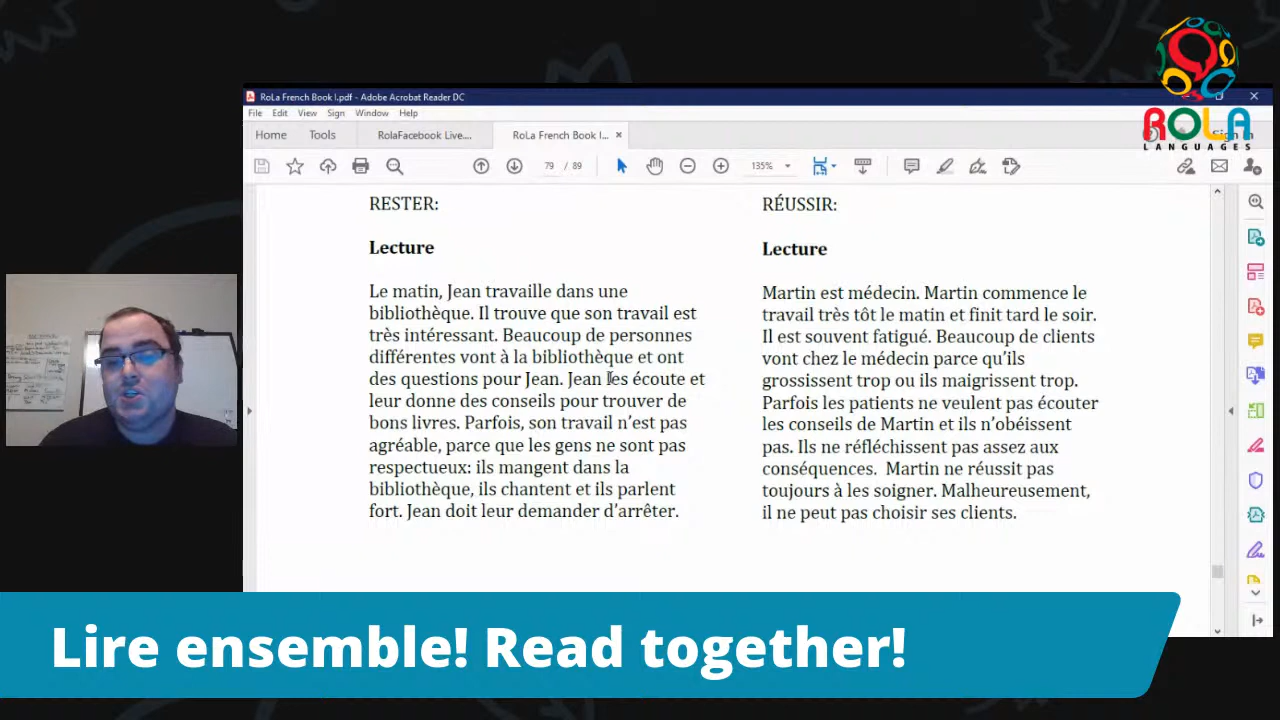 ROLA
LANGUAGES
RoLa French Book I.pdf - Adobe Acrobat Reader DC
File Edit View Sign Window Help
Home Tools RolaFacebook Live.... RoLa French Book I... ×
79 / 89 135%
RESTER:
Lecture
Le matin, Jean travaille dans une
bibliothèque. Il trouve que son travail est
très intéressant. Beaucoup de personnes
différentes vont à la bibliothèque et ont
des questions pour Jean. Jean les écoute et
leur donne des conseils pour trouver de
bons livres. Parfois, son travail n'est pas
agréable, parce que les gens ne sont pas
respectueux: ils mangent dans la
bibliothèque, ils chantent et ils parlent
fort. Jean doit leur demander d'arrêter.
RÉUSSIR:
Lecture
Martin est médecin. Martin commence le
travail très tôt le matin et finit tard le soir.
Il est souvent fatigué. Beaucoup de clients
vont chez le médecin parce qu'ils
grossissent trop ou ils maigrissent trop.
Parfois les patients ne veulent pas écouter
les conseils de Martin et ils n'obéissent
pas. Ils ne réfléchissent pas assez aux
conséquences. Martin ne réussit pas
toujours à les soigner. Malheureusement,
il ne peut pas choisir ses clients.
Lire ensemble! Read together!